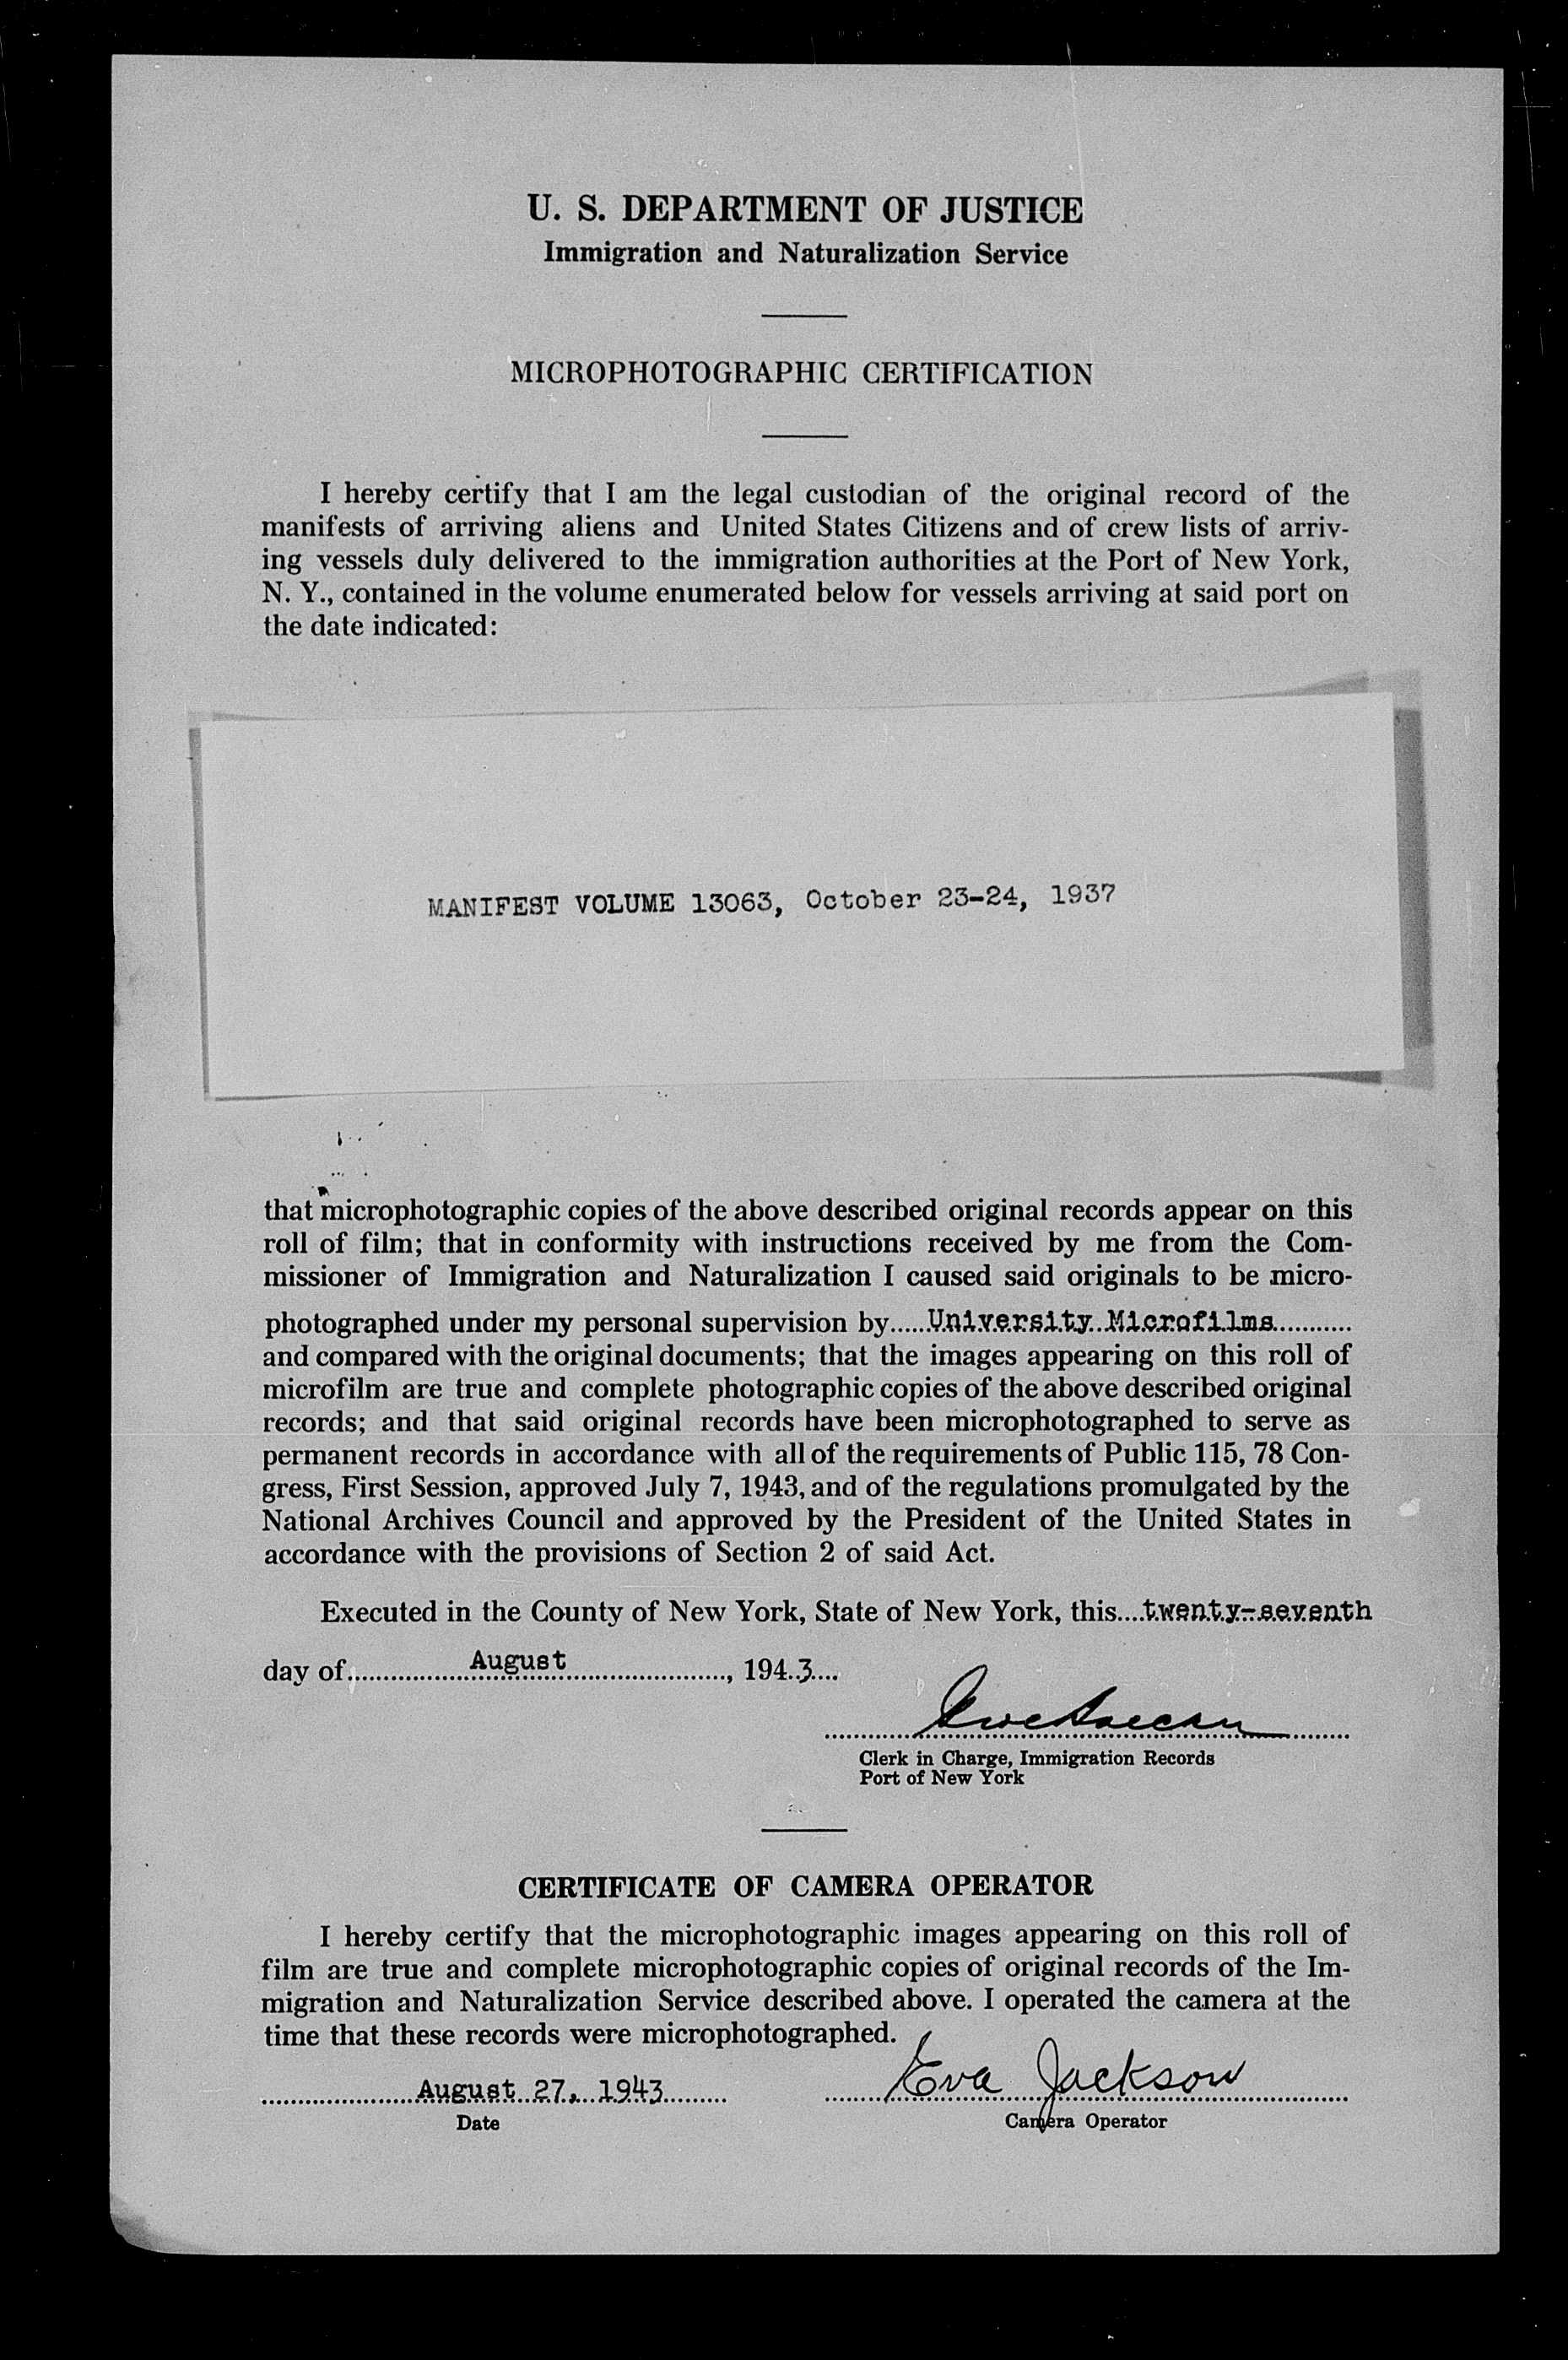 U. S. DEPARTMENT OF JUSTICE
Immigration and Naturalization Service
MICROPHOTOGRAPHIC CERTIFICATION
I hereby certify that I am the legal custodian of the original record of the
manifests of arriving aliens and United States Citizens and of crew lists of arriv-
ing vessels duly delivered to the immigration authorities at the Port of New York,
N. Y., contained in the volume enumerated below for vessels arriving at said port on
the date indicated:
MANIFEST VOLUME 13063, October 23-24, 1937
that microphotographic copies of the above described original records appear on this
roll of film; that in conformity with instructions received by me from the Com-
missioner of Immigration and Naturalization I caused said originals to be micro-
photographed under my personal supervision by University Microfilms
and compared with the original documents; that the images appearing on this roll of
microfilm are true and complete photographic copies of the above described original
records; and that said original records have been microphotographed to serve as
permanent records in accordance with all of the requirements of Public 115, 78 Con-
gress, First Session, approved July 7, 1943, and of the regulations promulgated by the
National Archives Council and approved by the President of the United States in
accordance with the provisions of Section 2 of said Act.
Executed in the County of New York, State of New York, this twenty-seventh
day of August, 1943
Clerk in Charge, Immigration Records
Port of New York
CERTIFICATE OF CAMERA OPERATOR
I hereby certify that the microphotographic images appearing on this roll of
film are true and complete microphotographic copies of original records of the Im-
migration and Naturalization Service described above. I operated the camera at the
time that these records were microphotographed.
August 27, 1943 Eva Jackson
Date Camera Operator